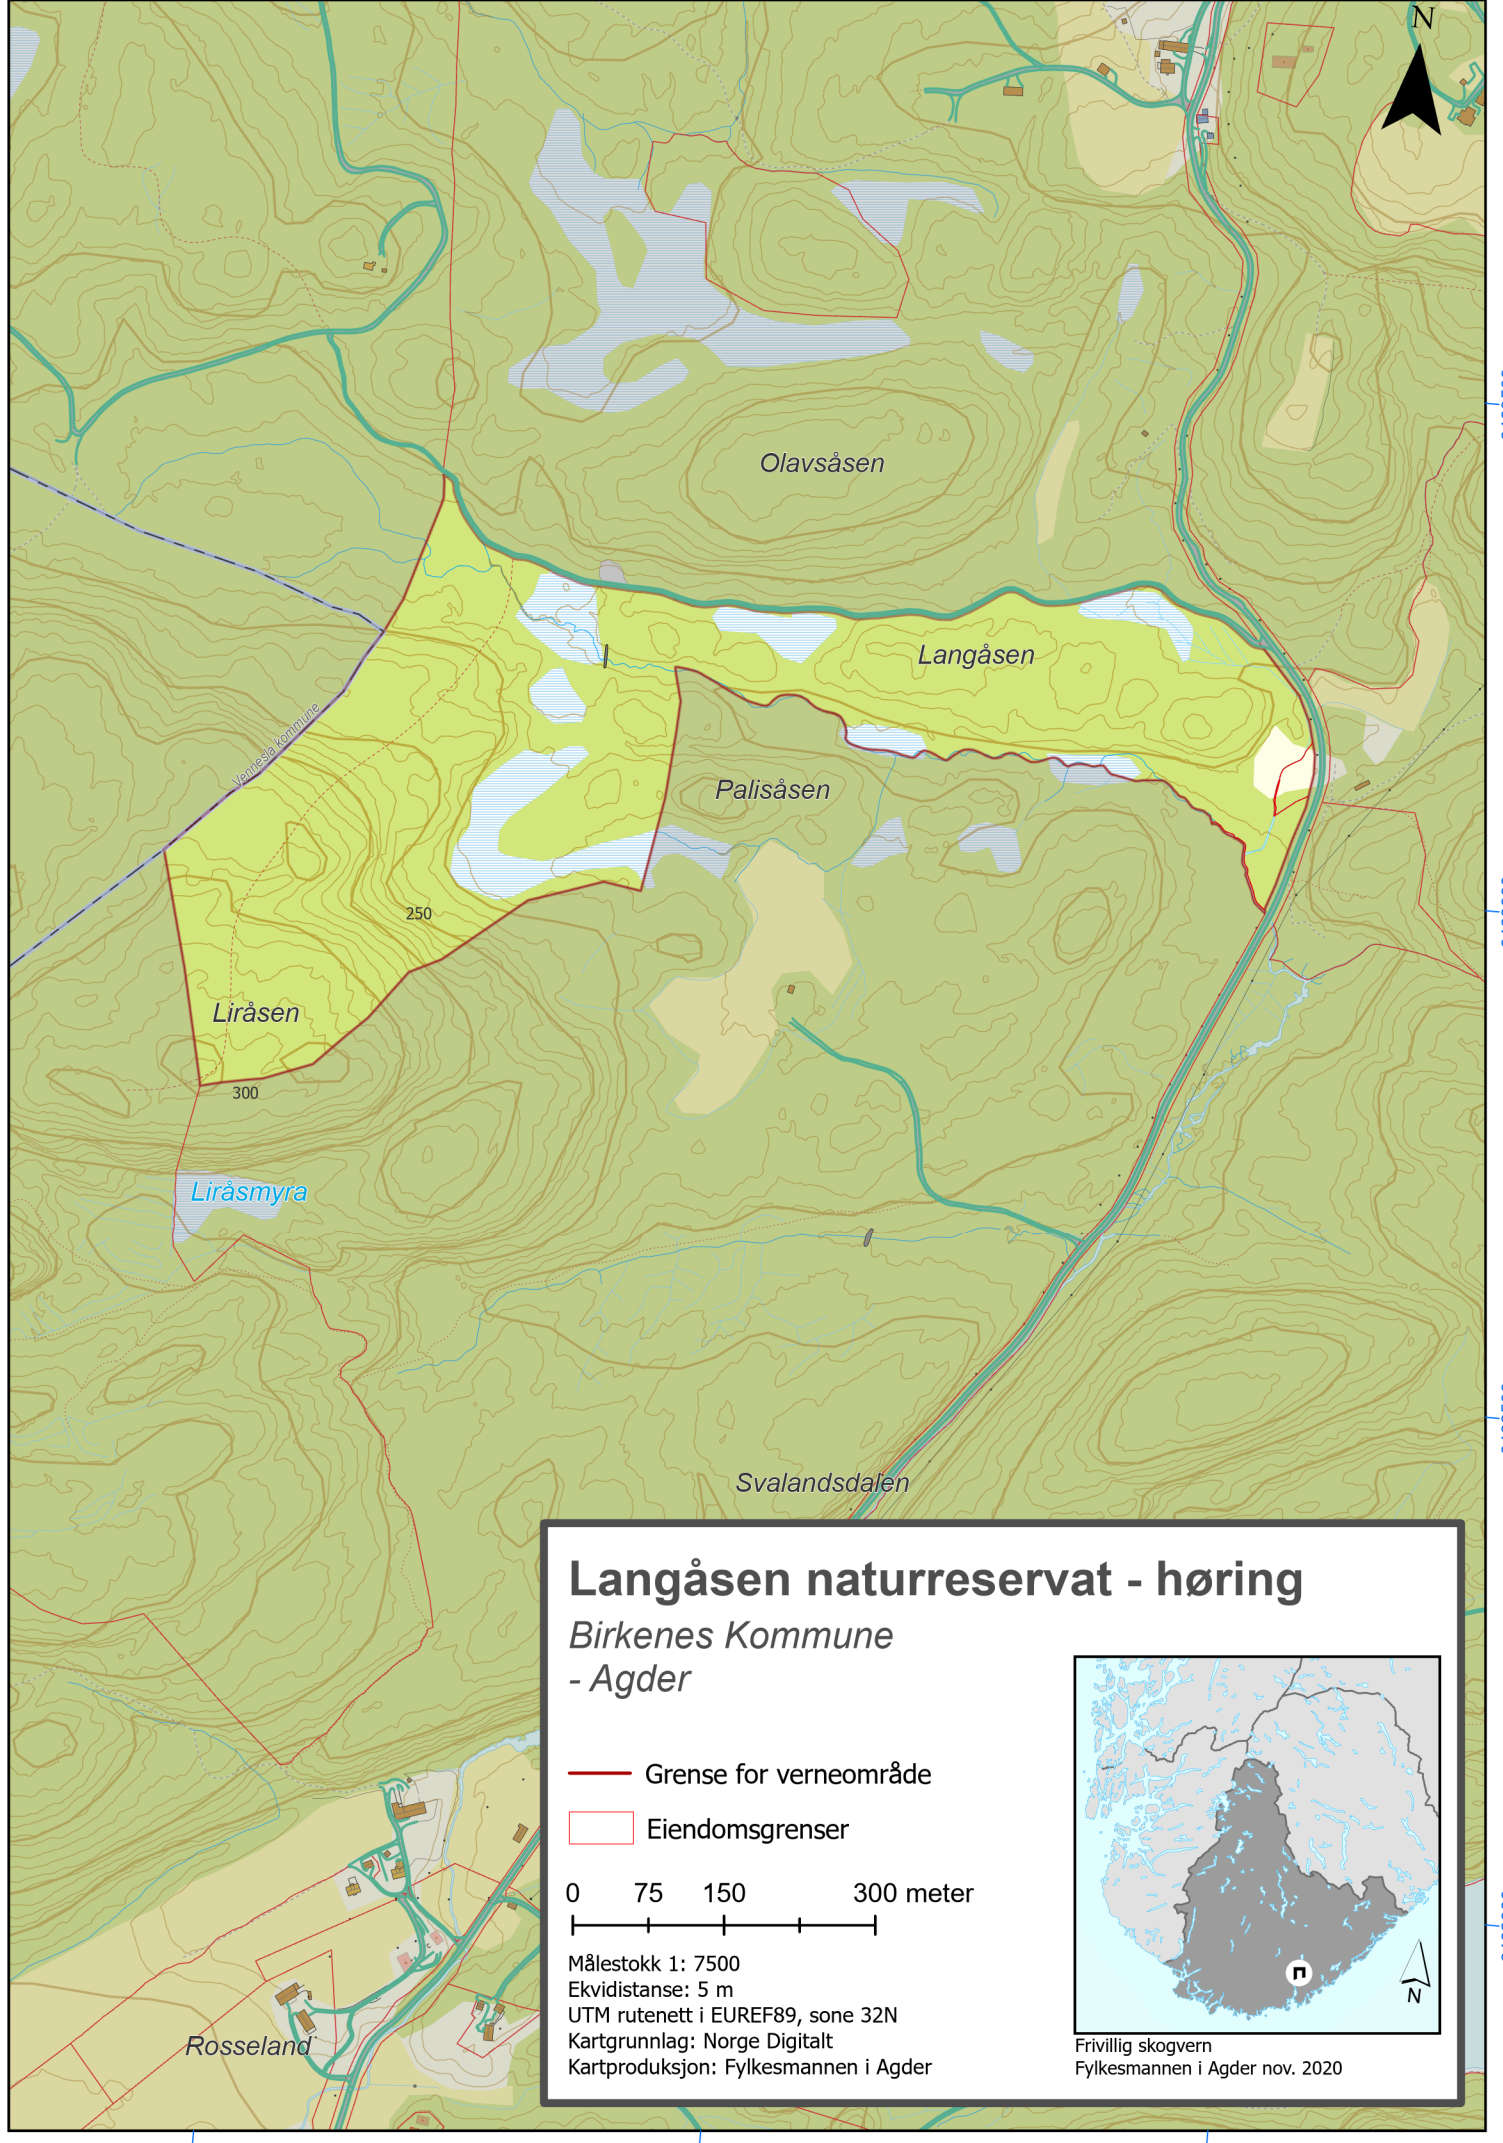 N
Olavsåsen
Langåsen
Vennesla kommune
Palisåsen
250
Liråsen
300
Liråsmyra
Svalandsdalen
Langåsen naturreservat - høring
Birkenes Kommune
- Agder
Grense for verneområde
Eiendomsgrenser
0 75 150 300 meter
Målestokk 1: 7500
Ekvidistanse: 5 m
UTM rutenett i EUREF89, sone 32N
Kartgrunnlag: Norge Digitalt
Kartproduksjon: Fylkesmannen i Agder
N
Frivillig skogvern
Fylkesmannen i Agder nov. 2020
Rosseland